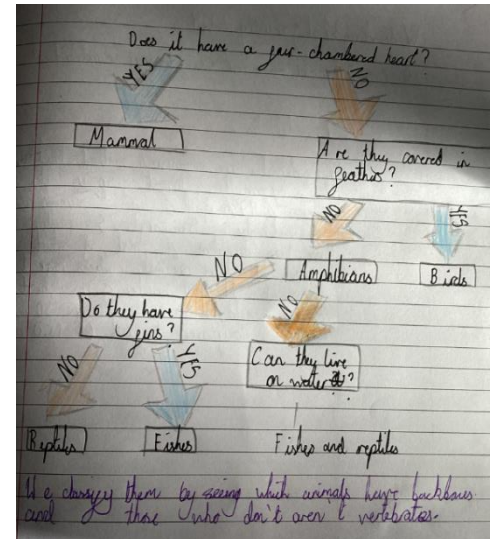 Does it have a four-chambered heart?
YES
NO
Mammal
Are they covered in
feathers?
NO
YES
Amphibians
Birds
NO
NO
Do they have
fins?
Can they live
on water?
NO
YES
Reptiles
Fishes
Fishes and reptiles
We classify them by seeing which animals have backbones
and those who don't aren't vertebrates.